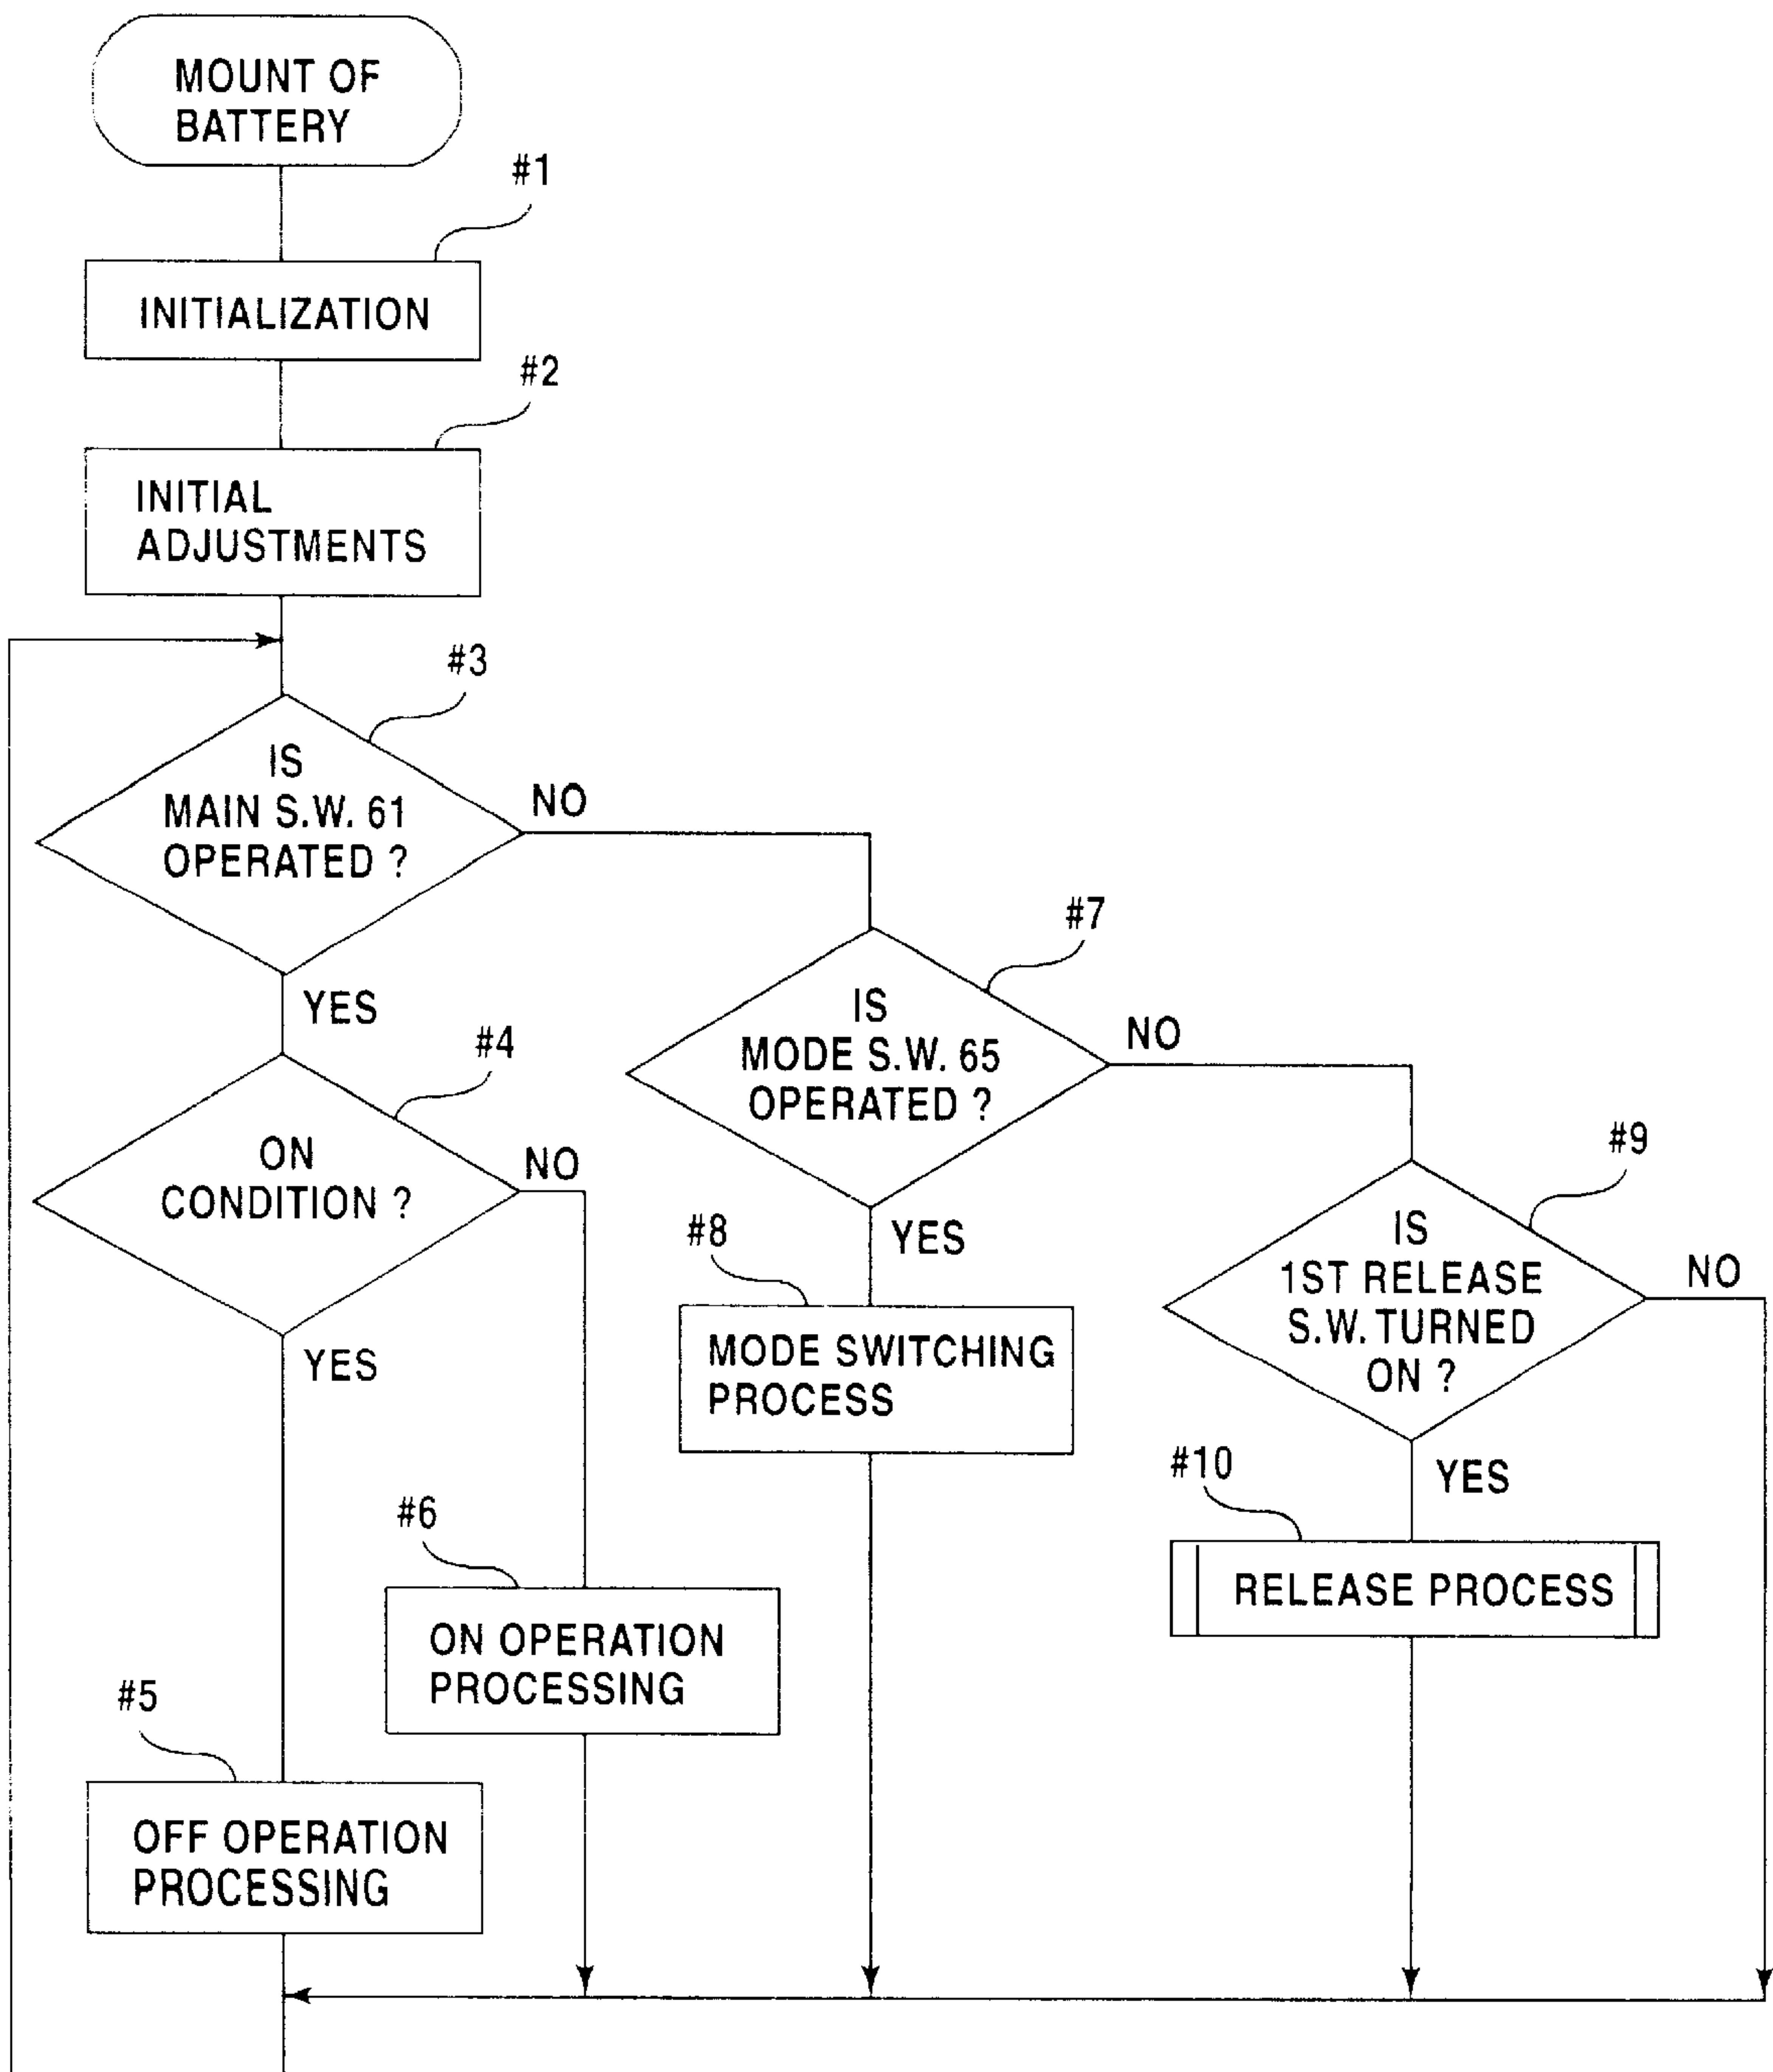 MOUNT OF
BATTERY
#1
INITIALIZATION
#2
INITIAL
ADJUSTMENTS
#3
IS
MAIN S.W. 61
OPERATED ?
NO
YES
#4
ON
CONDITION ?
NO
YES
#5
OFF OPERATION
PROCESSING
#6
ON OPERATION
PROCESSING
#7
IS
MODE S.W. 65
OPERATED ?
NO
YES
#8
MODE SWITCHING
PROCESS
#9
IS
1ST RELEASE
S.W. TURNED
ON ?
NO
YES
#10
RELEASE PROCESS